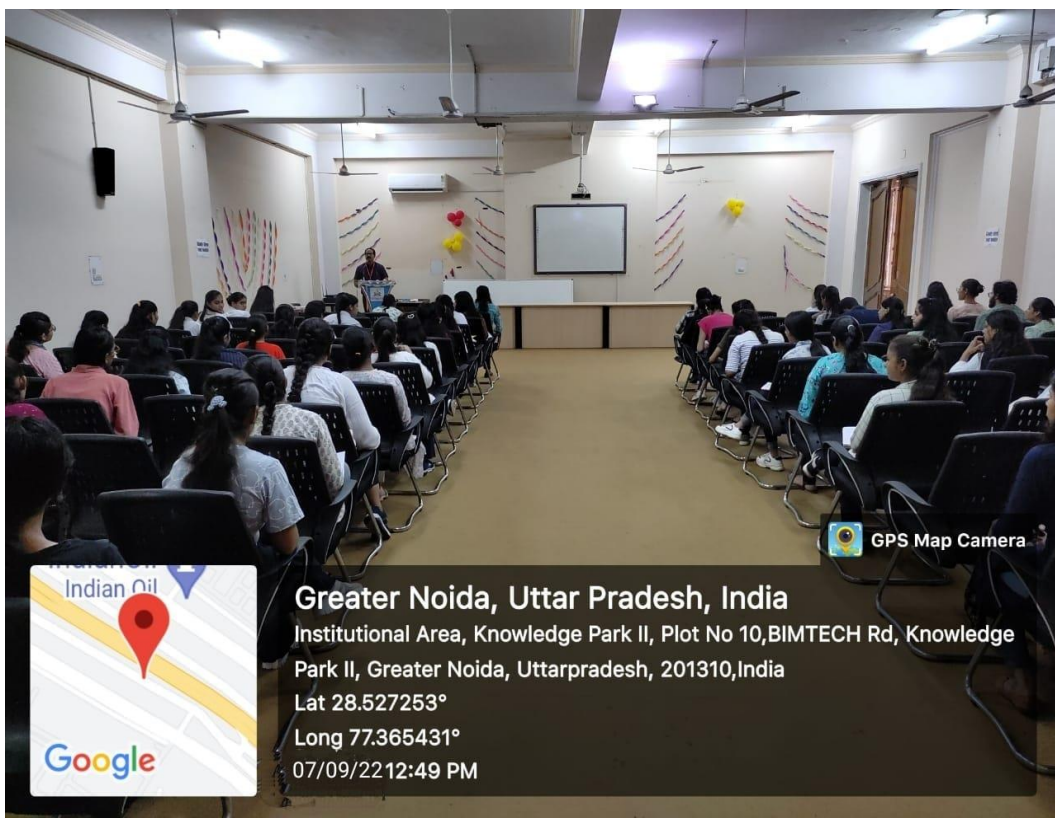 GPS Map Camera
Indian Oil
Google
Greater Noida, Uttar Pradesh, India
Institutional Area, Knowledge Park II, Plot No 10,BIMTECH Rd, Knowledge
Park II, Greater Noida, Uttarpradesh, 201310,India
Lat 28.527253°
Long 77.365431°
07/09/22 12:49 PM